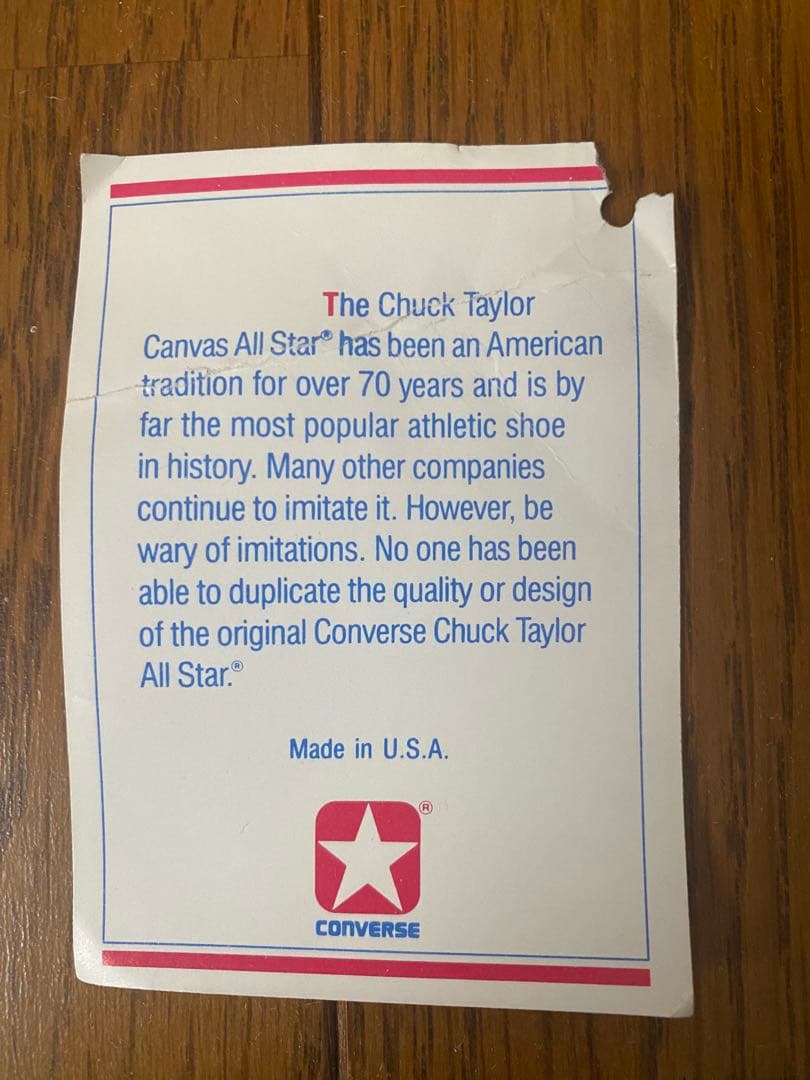 The Chuck Taylor
Canvas All Star® has been an American
tradition for over 70 years and is by
far the most popular athletic shoe
in history. Many other companies
continue to imitate it. However, be
wary of imitations. No one has been
able to duplicate the quality or design
of the original Converse Chuck Taylor
All Star.®
Made in U.S.A.
®
CONVERSE